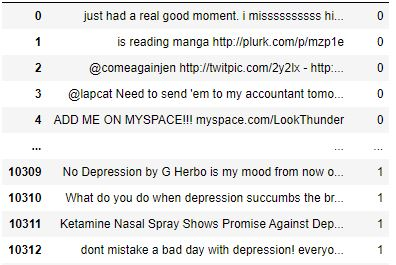 0 just had a real good moment. i missssssssss hi... 0
1 is reading manga http://plurk.com/p/mzp1e 0
2 @comeagainjen http://twitpic.com/2y2lx - http:... 0
3 @lapcat Need to send 'em to my accountant tomo... 0
4 ADD ME ON MYSPACE!!! myspace.com/LookThunder 0
... ... ...
10309 No Depression by G Herbo is my mood from now o... 1
10310 What do you do when depression succumbs the br... 1
10311 Ketamine Nasal Spray Shows Promise Against Dep... 1
10312 dont mistake a bad day with depression! everyo... 1